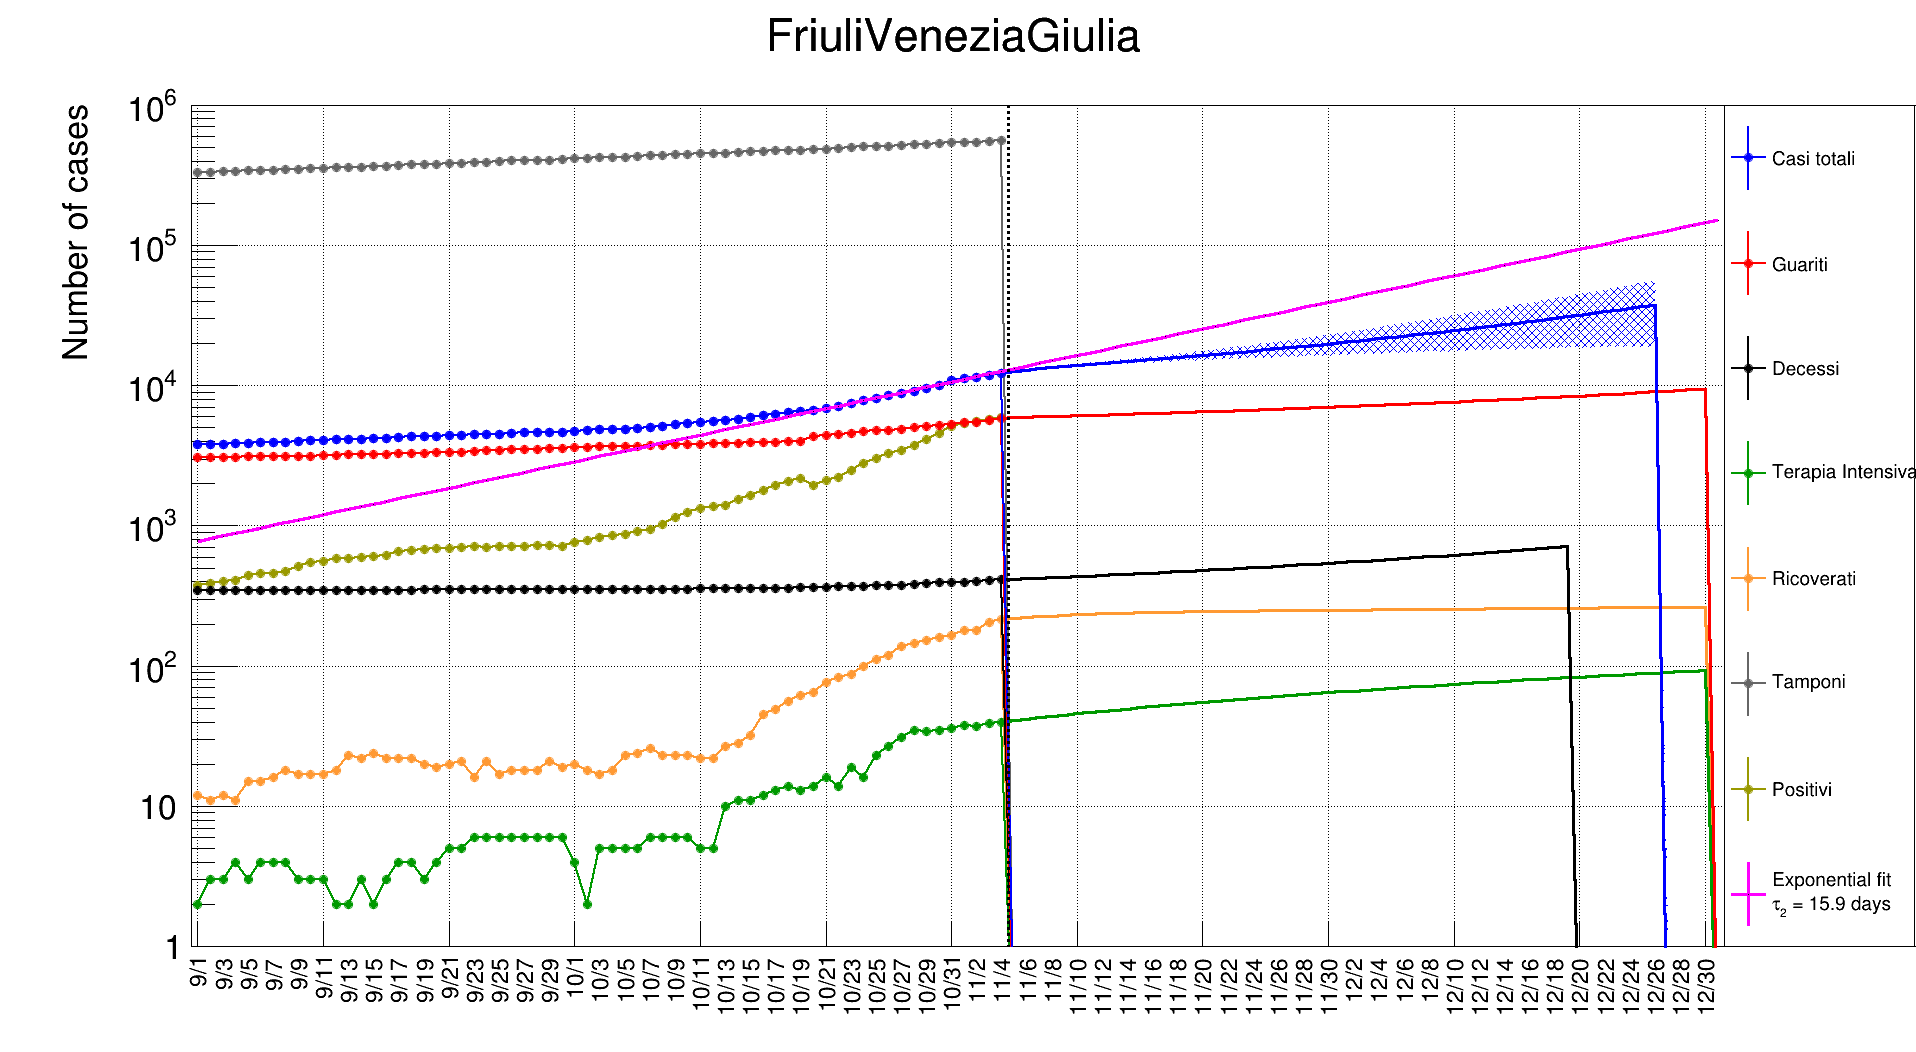 FriuliVeneziaGiulia
Number of cases
10^6
10^5
10^4
10^3
10^2
10
1
9/1 9/3 9/5 9/7 9/9 9/11 9/13 9/15 9/17 9/19 9/21 9/23 9/25 9/27 9/29 10/1 10/3 10/5 10/7 10/9 10/11 10/13 10/15 10/17 10/19 10/21 10/23 10/25 10/27 10/29 10/31 11/2 11/4 11/6 11/8 11/10 11/12 11/14 11/16 11/18 11/20 11/22 11/24 11/26 11/28 11/30 12/2 12/4 12/6 12/8 12/10 12/12 12/14 12/16 12/18 12/20 12/22 12/24 12/26 12/28 12/30
Casi totali
Guariti
Decessi
Terapia Intensiva
Ricoverati
Tamponi
Positivi
Exponential fit
τ₂ = 15.9 days